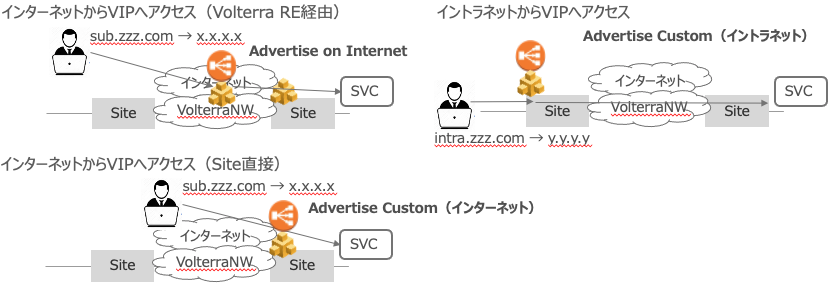 インターネットからVIPへアクセス（Volterra RE経由）
sub.zzz.com → x.x.x.x
Advertise on Internet
インターネット
SVC
Site
VolterraNW
Site
イントラネットからVIPへアクセス
Advertise Custom（イントラネット）
インターネット
SVC
Site
VolterraNW
Site
intra.zzz.com → y.y.y.y
インターネットからVIPへアクセス（Site直接）
sub.zzz.com → x.x.x.x
Advertise Custom（インターネット）
インターネット
SVC
Site
VolterraNW
Site